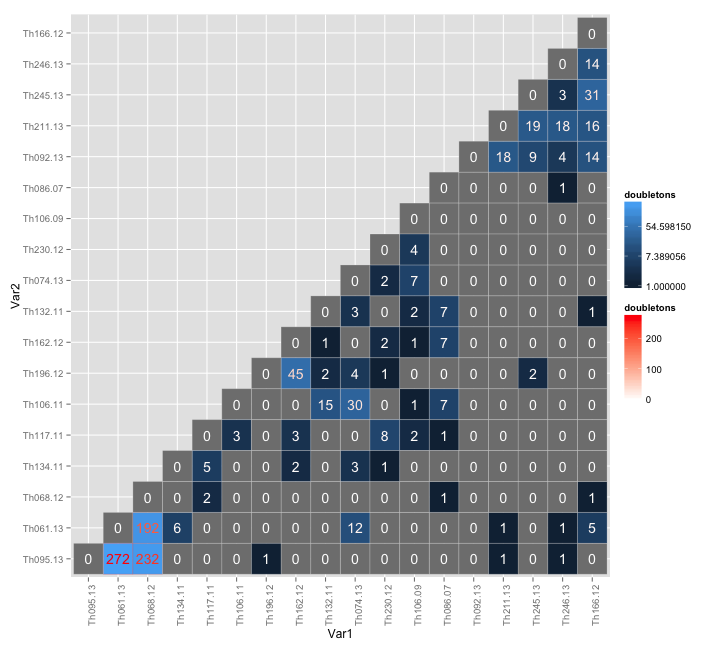 Th166.12 0
Th246.13 0 14
Th245.13 0 3 31
Th211.13 0 19 18 16
Th092.13 0 18 9 4 14
Th086.07 0 0 0 0 1 0
Th106.09 0 0 0 0 0 0 0
Th230.12 0 4 0 0 0 0 0 0
Th074.13 0 2 7 0 0 0 0 0 0
Th132.11 0 3 0 2 7 0 0 0 0 1
Th162.12 0 1 0 2 1 7 0 0 0 0 0
Th196.12 0 45 2 4 1 0 0 0 0 2 0 0
Th106.11 0 0 0 15 30 0 1 7 0 0 0 0 0
Th117.11 0 3 0 3 0 0 8 2 1 0 0 0 0 0
Th134.11 0 5 0 0 2 0 3 1 0 0 0 0 0 0 0
Th068.12 0 0 2 0 0 0 0 0 0 0 1 0 0 0 0 1
Th061.13 0 192 6 0 0 0 0 0 12 0 0 0 0 1 0 1 5
Th095.13 0 272 232 0 0 0 1 0 0 0 0 0 0 0 1 0 1 0
Th095.13 Th061.13 Th068.12 Th134.11 Th117.11 Th106.11 Th196.12 Th162.12 Th132.11 Th074.13 Th230.12 Th106.09 Th086.07 Th092.13 Th211.13 Th245.13 Th246.13 Th166.12
Var1
Var2
doubletons
54.598150
7.389056
1.000000
doubletons
200
100
0